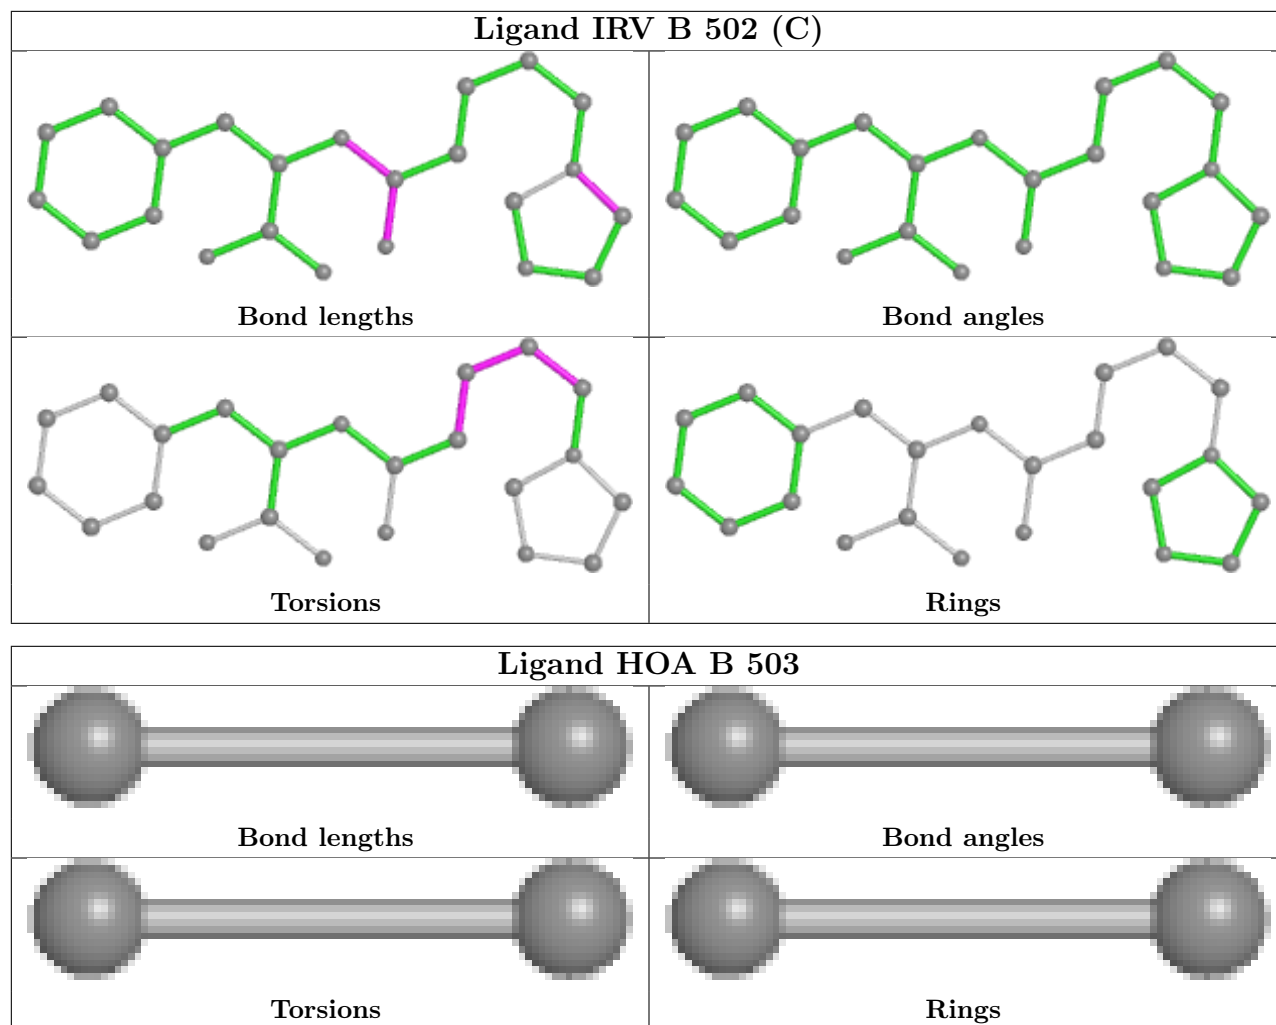 Ligand IRV B 502 (C)
Bond lengths
Bond angles
Torsions
Rings
Ligand HOA B 503
Bond lengths
Bond angles
Torsions
Rings